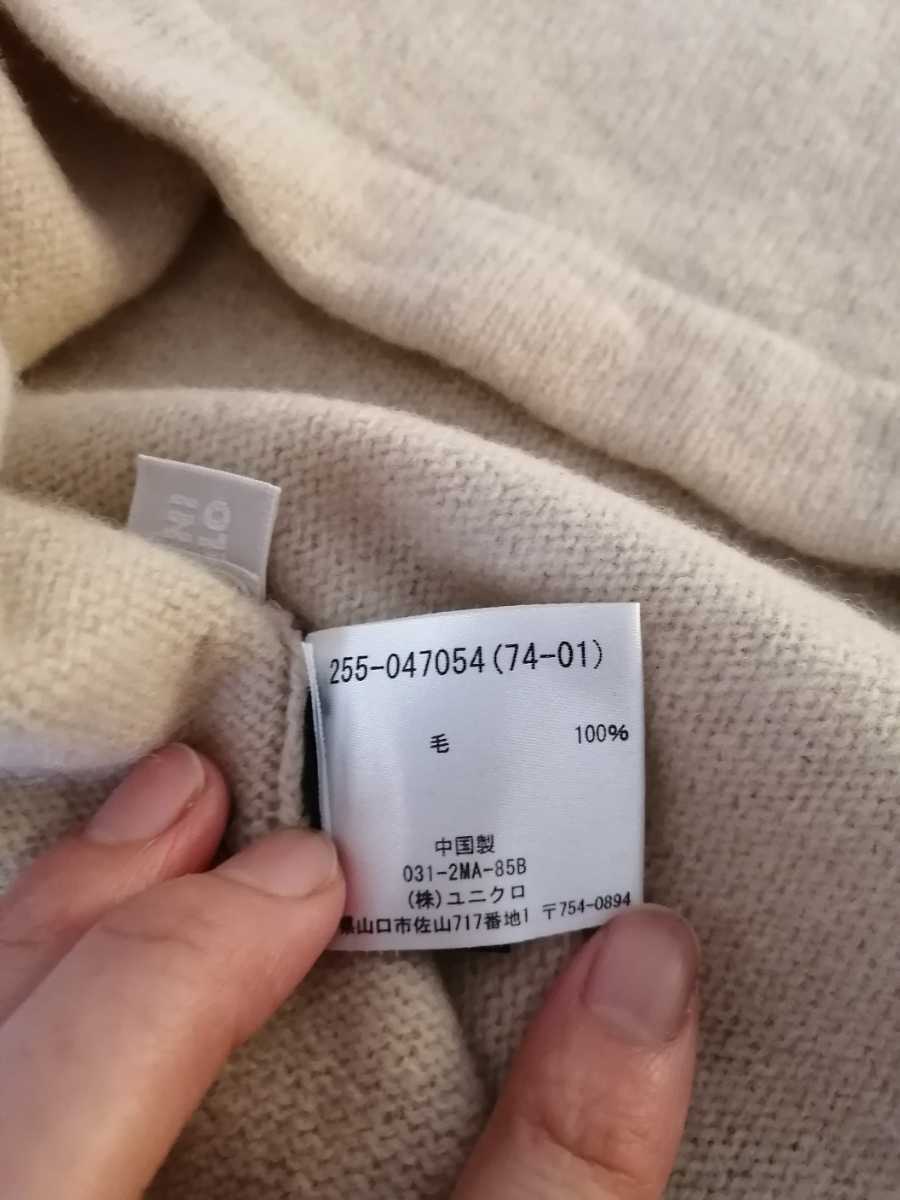 255-047054(74-01)
毛 100%
中国製
031-2MA-85B
(株)ユニクロ
県山口市佐山717番地1 〒754-0894